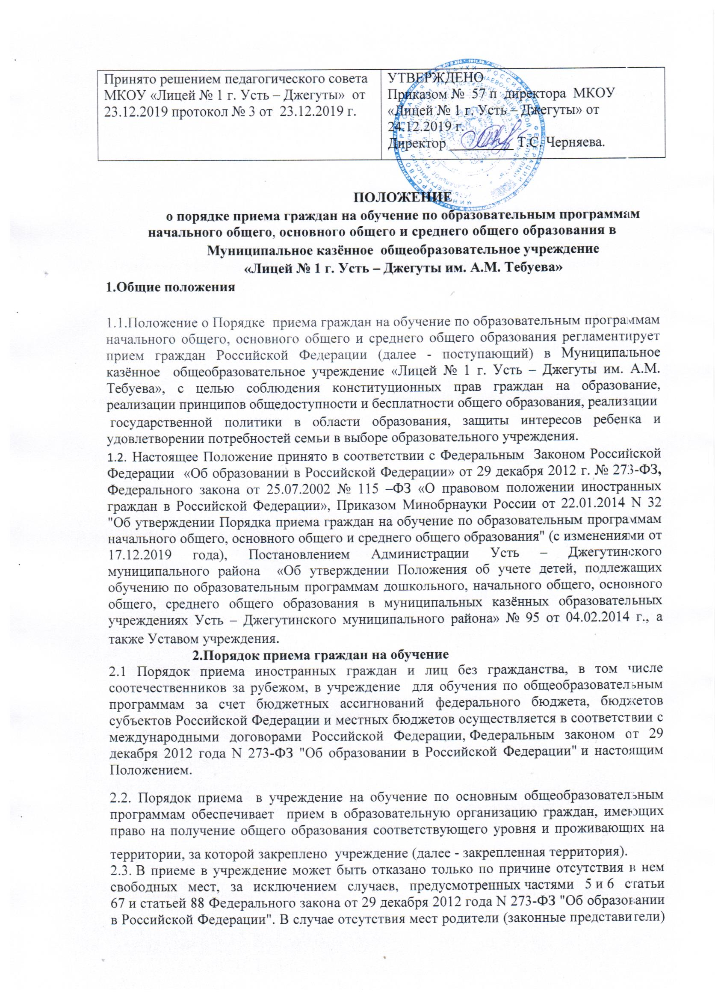 Принято решением педагогического совета
МКОУ «Лицей № 1 г. Усть – Джегуты» от
23.12.2019 протокол № 3 от 23.12.2019 г.
УТВЕРЖДЕНО
Приказом № 57 п директора МКОУ
«Лицей № 1 г. Усть – Джегуты» от
24.12.2019 г.
Директор __________ Т.С. Черняева.
ПОЛОЖЕНИЕ
о порядке приема граждан на обучение по образовательным программам
начального общего, основного общего и среднего общего образования в
Муниципальное казённое общеобразовательное учреждение
«Лицей № 1 г. Усть – Джегуты им. А.М. Тебуева»
1.Общие положения
1.1.Положение о Порядке приема граждан на обучение по образовательным программам
начального общего, основного общего и среднего общего образования регламентирует
прием граждан Российской Федерации (далее - поступающий) в Муниципальное
казённое общеобразовательное учреждение «Лицей № 1 г. Усть – Джегуты им. А.М.
Тебуева», с целью соблюдения конституционных прав граждан на образование,
реализации принципов общедоступности и бесплатности общего образования, реализации
государственной политики в области образования, защиты интересов ребенка и
удовлетворении потребностей семьи в выборе образовательного учреждения.
1.2. Настоящее Положение принято в соответствии с Федеральным Законом Российской
Федерации «Об образовании в Российской Федерации» от 29 декабря 2012 г. № 273-ФЗ,
Федерального закона от 25.07.2002 № 115 –ФЗ «О правовом положении иностранных
граждан в Российской Федерации», Приказом Минобрнауки России от 22.01.2014 N 32
"Об утверждении Порядка приема граждан на обучение по образовательным программам
начального общего, основного общего и среднего общего образования" (с изменениями от
17.12.2019 года), Постановлением Администрации Усть – Джегутинского
муниципального района «Об утверждении Положения об учете детей, подлежащих
обучению по образовательным программам дошкольного, начального общего, основного
общего, среднего общего образования в муниципальных казённых образовательных
учреждениях Усть – Джегутинского муниципального района» № 95 от 04.02.2014 г., а
также Уставом учреждения.
2.Порядок приема граждан на обучение
2.1 Порядок приема иностранных граждан и лиц без гражданства, в том числе
соотечественников за рубежом, в учреждение для обучения по общеобразовательным
программам за счет бюджетных ассигнований федерального бюджета, бюджетов
субъектов Российской Федерации и местных бюджетов осуществляется в соответствии с
международными договорами Российской Федерации, Федеральным законом от 29
декабря 2012 года N 273-ФЗ "Об образовании в Российской Федерации" и настоящим
Положением.
2.2. Порядок приема в учреждение на обучение по основным общеобразовательным
программам обеспечивает прием в образовательную организацию граждан, имеющих
право на получение общего образования соответствующего уровня и проживающих на
территории, за которой закреплено учреждение (далее - закрепленная территория).
2.3. В приеме в учреждение может быть отказано только по причине отсутствия в нем
свободных мест, за исключением случаев, предусмотренных частями 5 и 6 статьи
67 и статьей 88 Федерального закона от 29 декабря 2012 года N 273-ФЗ "Об образовании
в Российской Федерации". В случае отсутствия мест родители (законные представители)